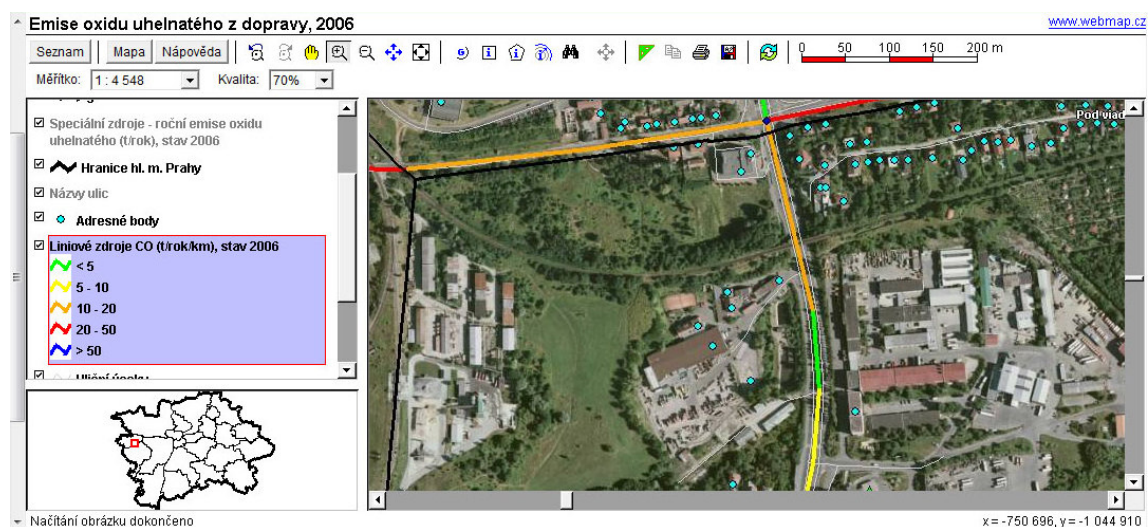 Emise oxidu uhelnatého z dopravy, 2006
www.webmap.cz
Seznam Mapa Nápověda
0 50 100 150 200 m
Měřítko: 1 : 4 548 Kvalita: 70%
Speciální zdroje - roční emise oxidu
uhelnatého (t/rok), stav 2006
Hranice hl. m. Prahy
Názvy ulic
Adresné body
Liniové zdroje CO (t/rok/km), stav 2006
< 5
5 - 10
10 - 20
20 - 50
> 50
Uliční úseky
Pod viad
Načítání obrázku dokončeno
x = -750 696, y = -1 044 910